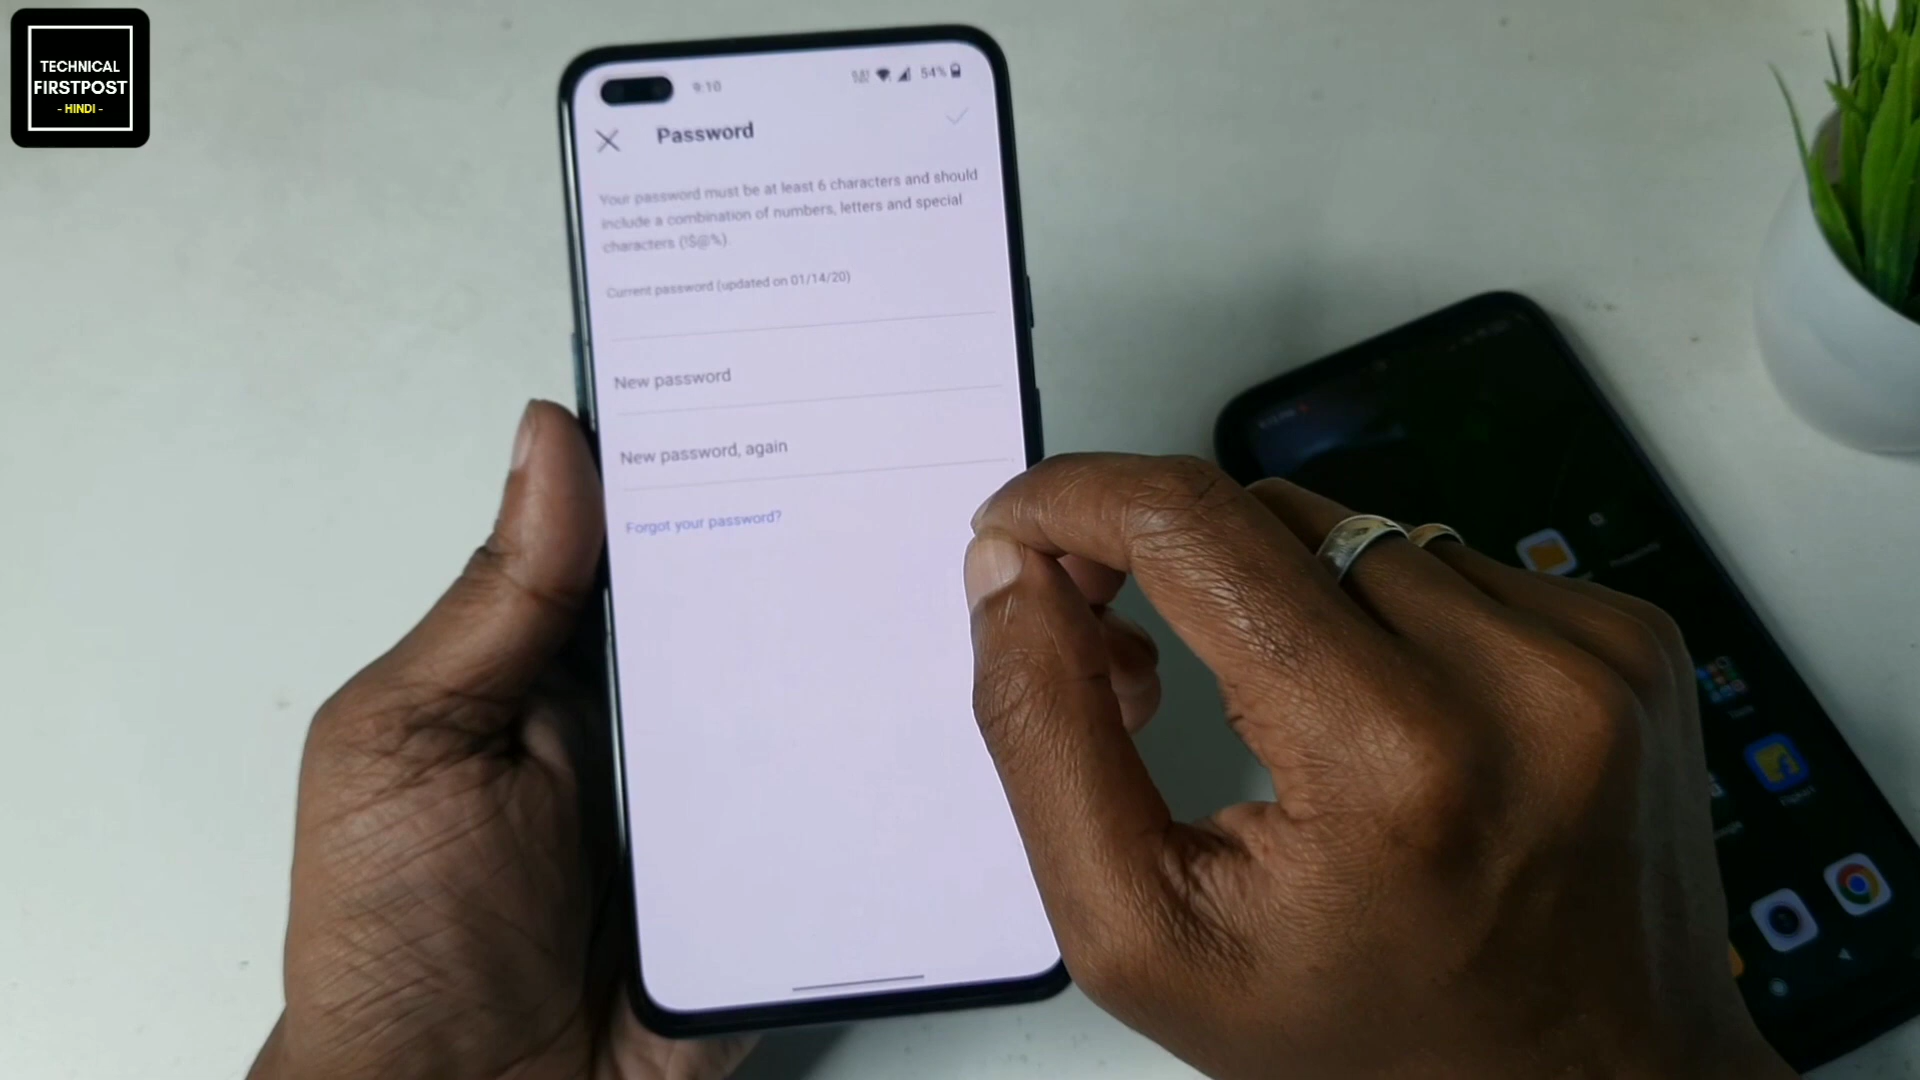 TECHNICAL
FIRSTPOST
- HINDI -
9:10
54%
Password
Your password must be at least 6 characters and should
include a combination of numbers, letters and special
characters (!$@%).
Current password (updated on 01/14/20)
New password
New password, again
Forgot your password?